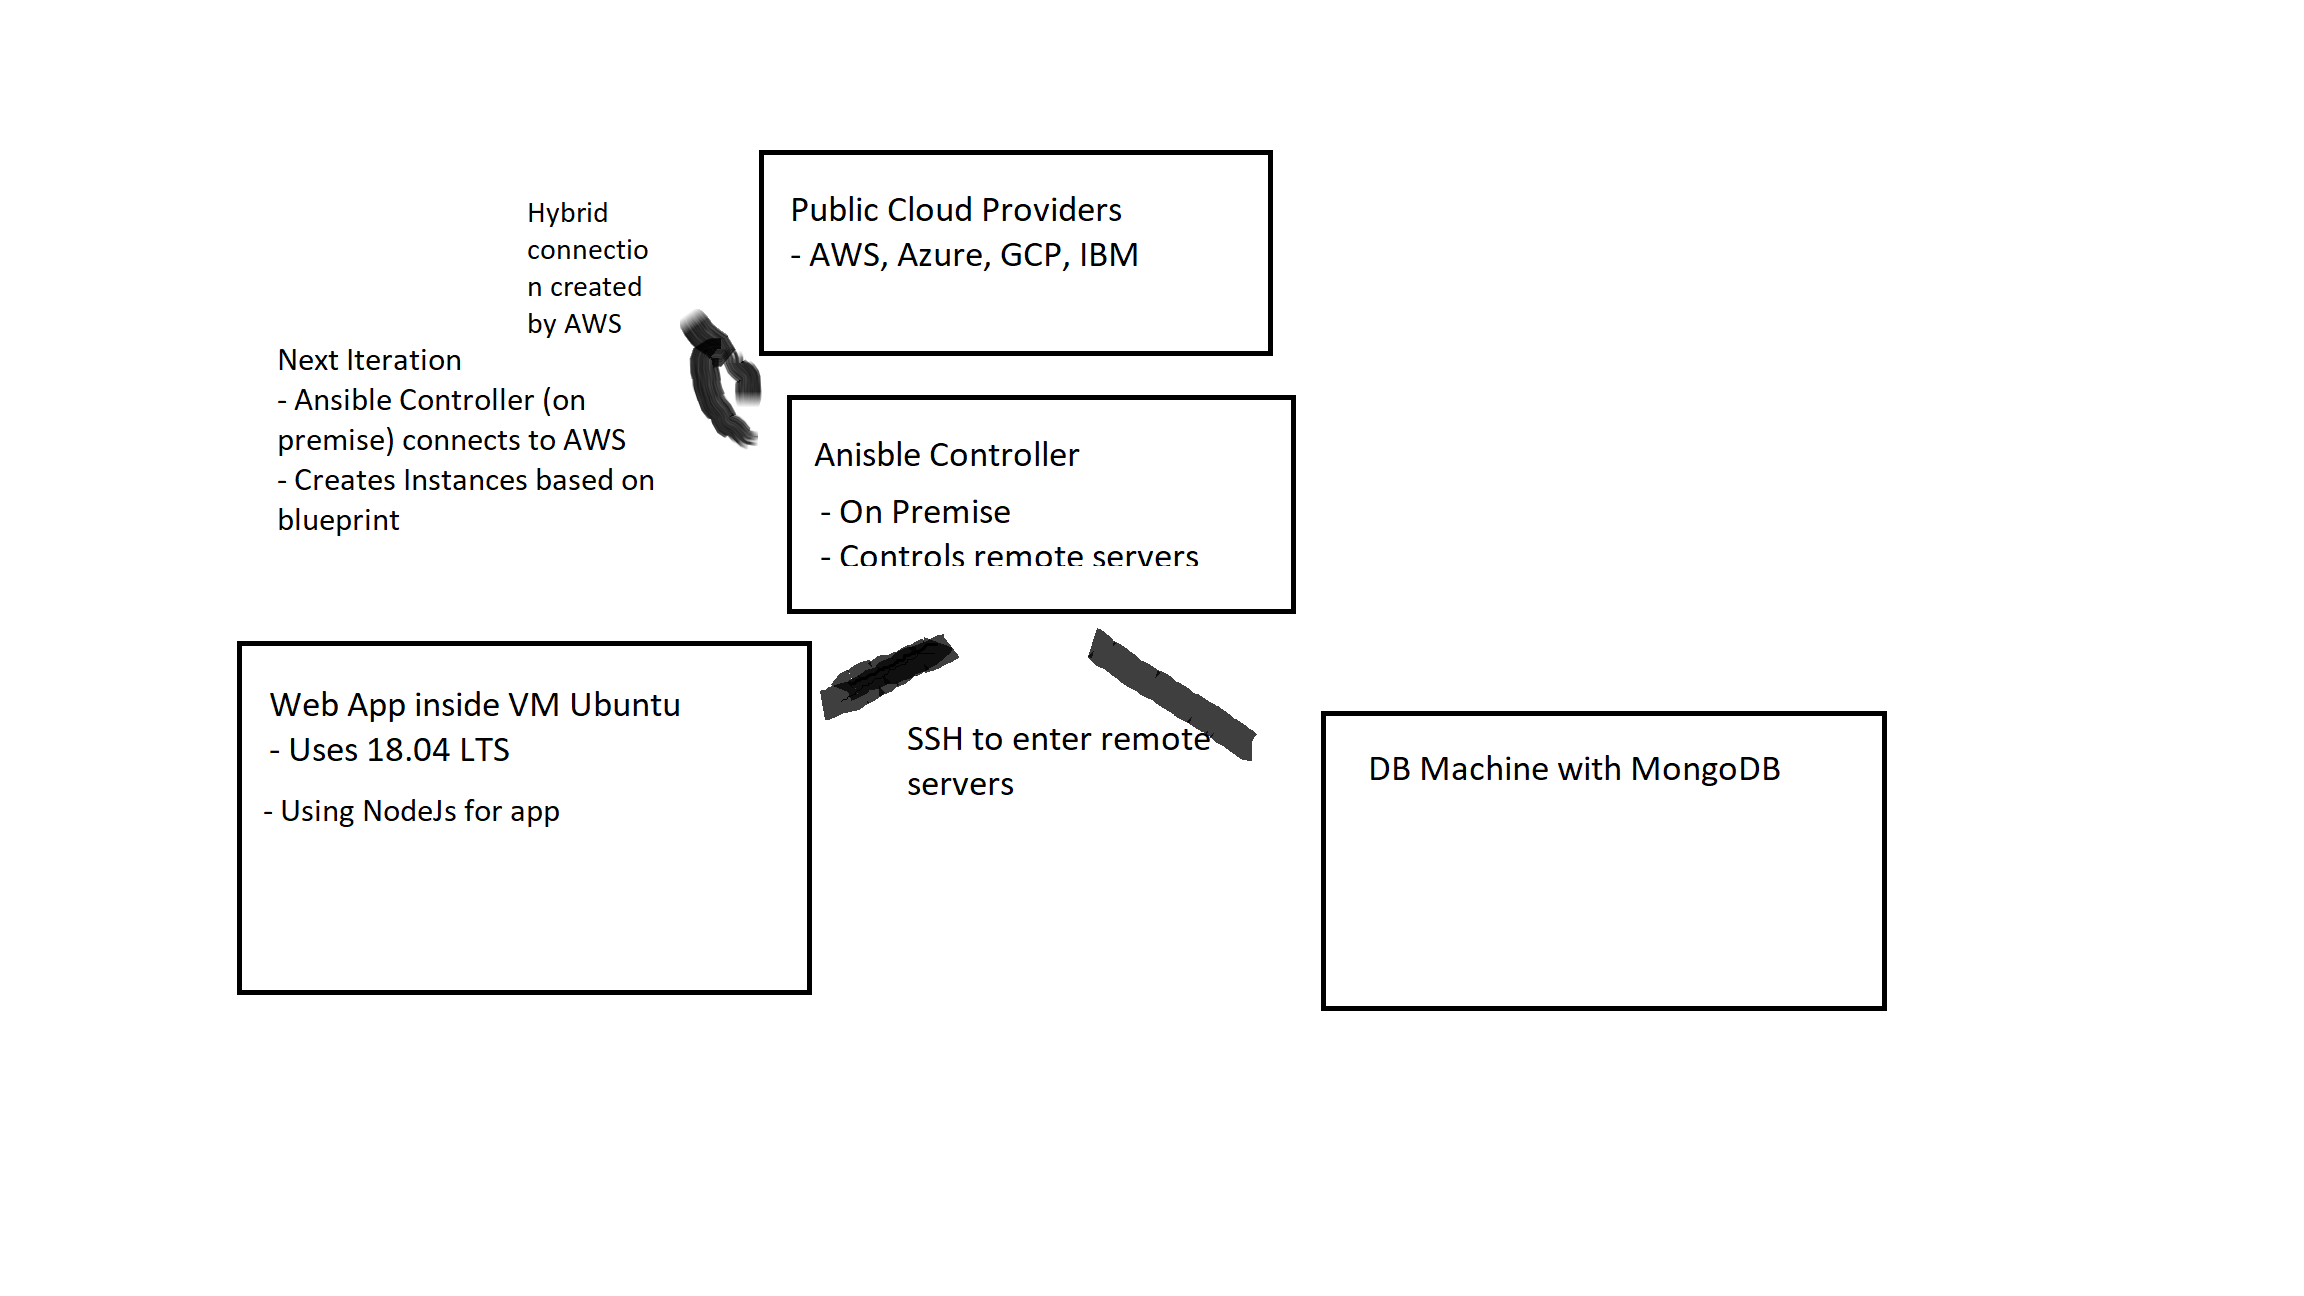 Public Cloud Providers
- AWS, Azure, GCP, IBM
Hybrid
connectio
n created
by AWS
Next Iteration
- Ansible Controller (on
premise) connects to AWS
- Creates Instances based on
blueprint
Anisble Controller
- On Premise
- Controls remote servers
Web App inside VM Ubuntu
- Uses 18.04 LTS
- Using NodeJs for app
SSH to enter remote
servers
DB Machine with MongoDB